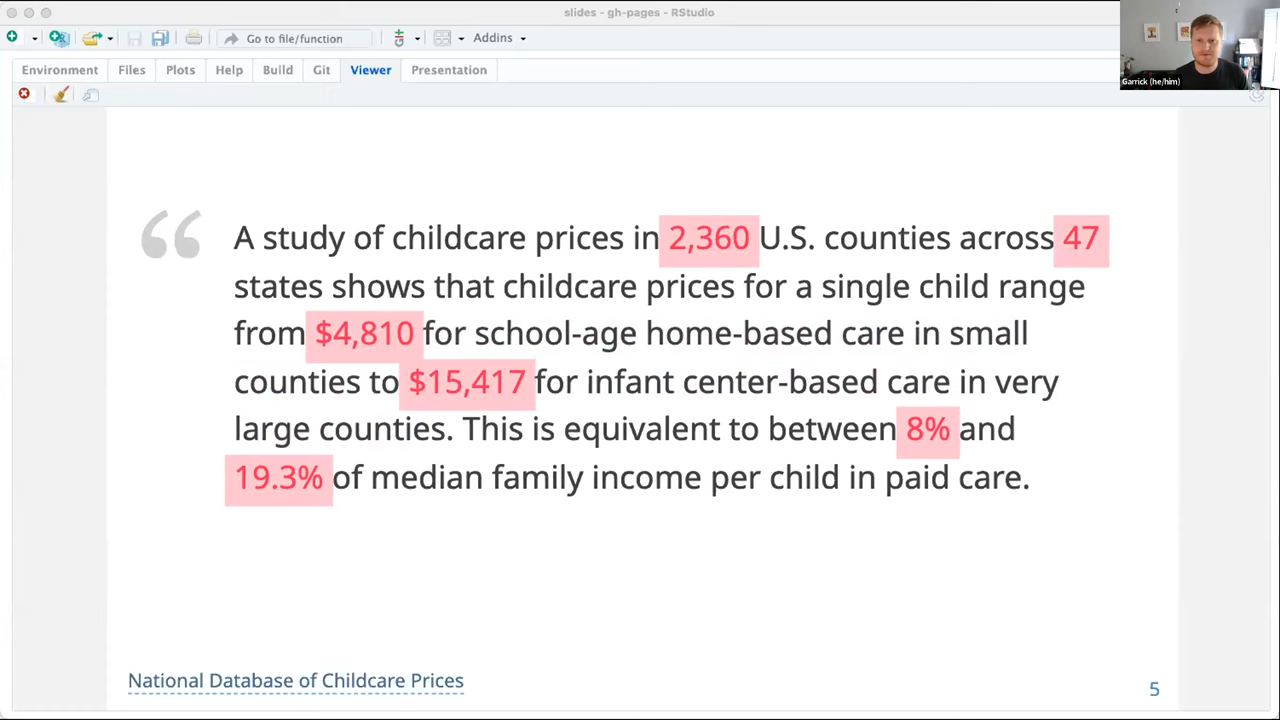 slides - gh-pages - RStudio
Go to file/function
Addins
Environment Files Plots Help Build Git Viewer Presentation
Garrick (he/him)
“
A study of childcare prices in 2,360 U.S. counties across 47
states shows that childcare prices for a single child range
from $4,810 for school-age home-based care in small
counties to $15,417 for infant center-based care in very
large counties. This is equivalent to between 8% and
19.3% of median family income per child in paid care.
National Database of Childcare Prices
5